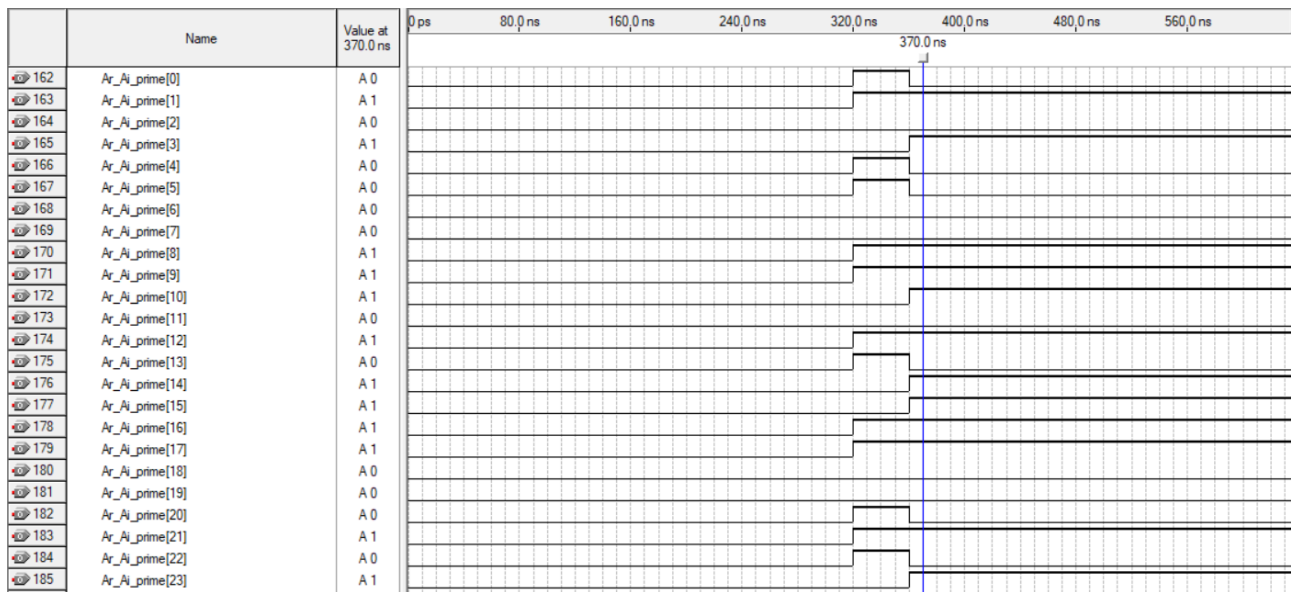 Name Value at 370.0 ns 0 ps 80.0 ns 160.0 ns 240.0 ns 320.0 ns 400.0 ns 480.0 ns 560.0 ns
370.0 ns
162 Ar_Ai_prime[0] A 0
163 Ar_Ai_prime[1] A 1
164 Ar_Ai_prime[2] A 0
165 Ar_Ai_prime[3] A 1
166 Ar_Ai_prime[4] A 0
167 Ar_Ai_prime[5] A 0
168 Ar_Ai_prime[6] A 0
169 Ar_Ai_prime[7] A 0
170 Ar_Ai_prime[8] A 1
171 Ar_Ai_prime[9] A 1
172 Ar_Ai_prime[10] A 1
173 Ar_Ai_prime[11] A 0
174 Ar_Ai_prime[12] A 1
175 Ar_Ai_prime[13] A 0
176 Ar_Ai_prime[14] A 1
177 Ar_Ai_prime[15] A 1
178 Ar_Ai_prime[16] A 1
179 Ar_Ai_prime[17] A 1
180 Ar_Ai_prime[18] A 0
181 Ar_Ai_prime[19] A 0
182 Ar_Ai_prime[20] A 0
183 Ar_Ai_prime[21] A 1
184 Ar_Ai_prime[22] A 0
185 Ar_Ai_prime[23] A 1